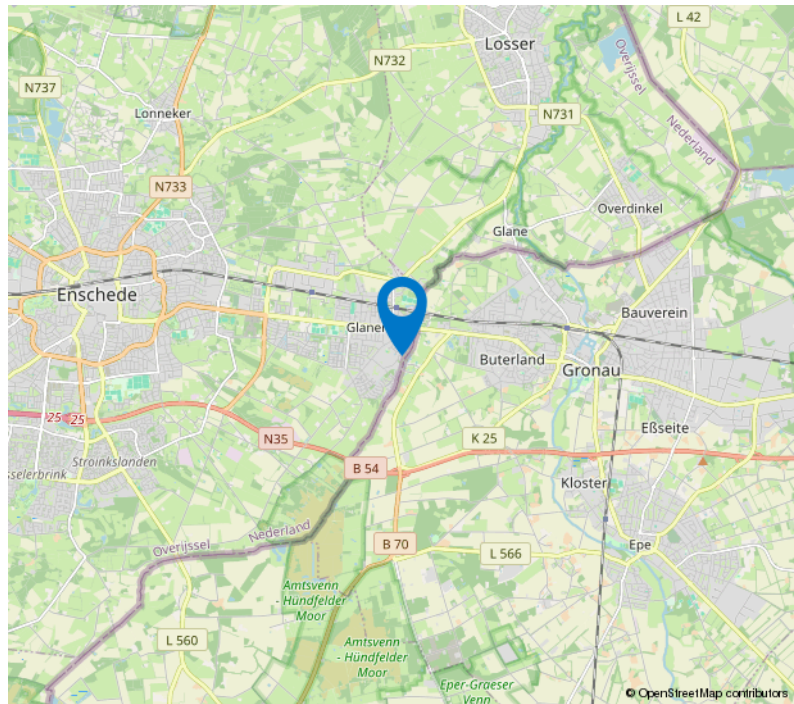 L 42
Losser
N732
Overijssel
N737
Lonneker
N731
Nederland
N733
Overdinkel
Glane
Enschede
Bauverein
Glaner
Buterland
Gronau
25
25
Eßseite
N35
K 25
Stroinkslanden
B 54
sselerbrink
Kloster
Nederland
Overijssel
B 70
Epe
L 566
Amtsvenn
- Hündfelder
Moor
L 560
Amtsvenn
- Hündfelder
Moor
Eper-Graeser
Venn
© OpenStreetMap contributors